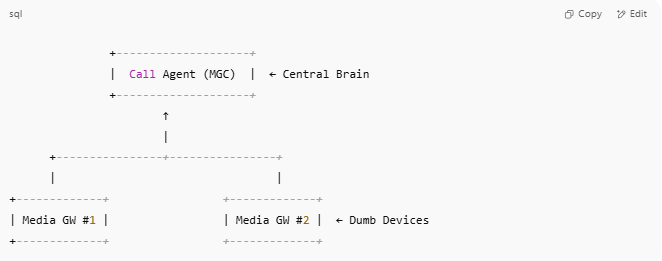 sql Copy Edit
+--------------------+
| Call Agent (MGC) | ← Central Brain
+--------------------+
↑
|
+----------------+----------------+
| |
+-------------+ +-------------+
| Media GW #1 | | Media GW #2 | ← Dumb Devices
+-------------+ +-------------+